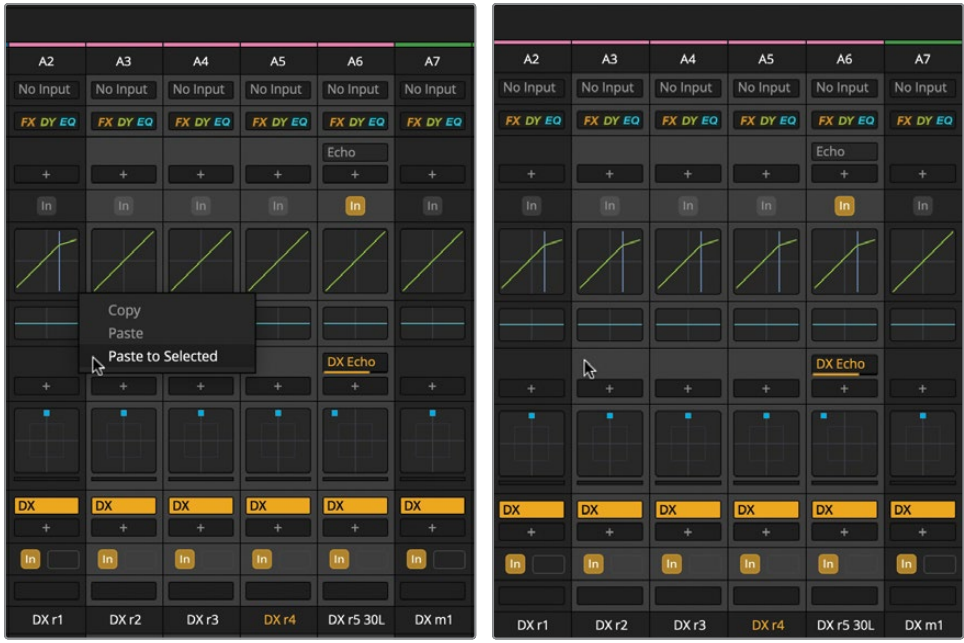 A2 A3 A4 A5 A6 A7
No Input No Input No Input No Input No Input No Input
FX DY EQ FX DY EQ FX DY EQ FX DY EQ FX DY EQ FX DY EQ
Echo
+ + + + + +
In In In In In In
Copy
Paste
Paste to Selected
DX Echo
+ + + + + +
DX DX DX DX DX DX
+ + + + + +
In In In In In In
DX r1 DX r2 DX r3 DX r4 DX r5 30L DX m1
A2 A3 A4 A5 A6 A7
No Input No Input No Input No Input No Input No Input
FX DY EQ FX DY EQ FX DY EQ FX DY EQ FX DY EQ FX DY EQ
Echo
+ + + + + +
In In In In In In
DX Echo
+ + + + + +
DX DX DX DX DX DX
+ + + + + +
In In In In In In
DX r1 DX r2 DX r3 DX r4 DX r5 30L DX m1